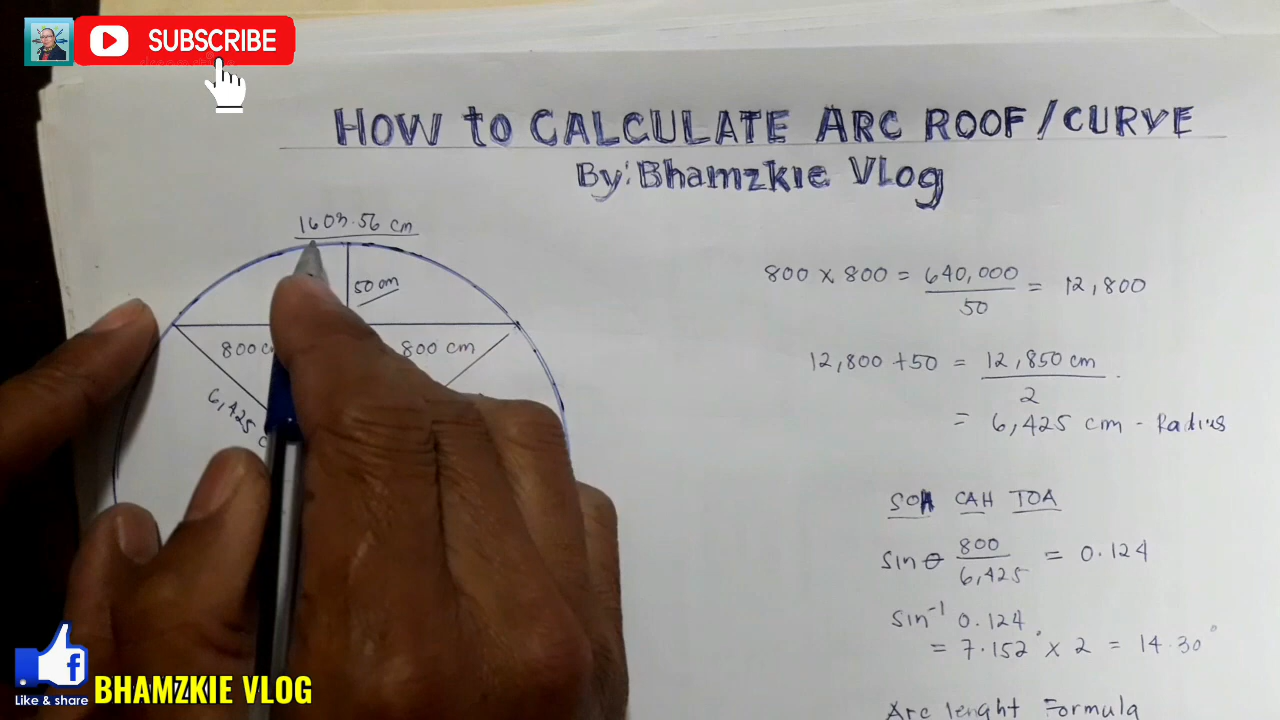 SUBSCRIBE
HOW to CALCULATE ARC ROOF/CURVE
By: Bhamzkie Vlog
1603.56 cm
50 cm
800 cm
6,425
800 × 800 = 640,000 / 50 = 12,800
12,800 + 50 = 12,850 cm / 2
= 6,425 cm - Radius
SOH CAH TOA
sin θ 800 / 6,425 = 0.124
sin⁻¹ 0.124
= 7.152° × 2 = 14.30°
Arc lenght Formula
Like & share
BHAMZKIE VLOG